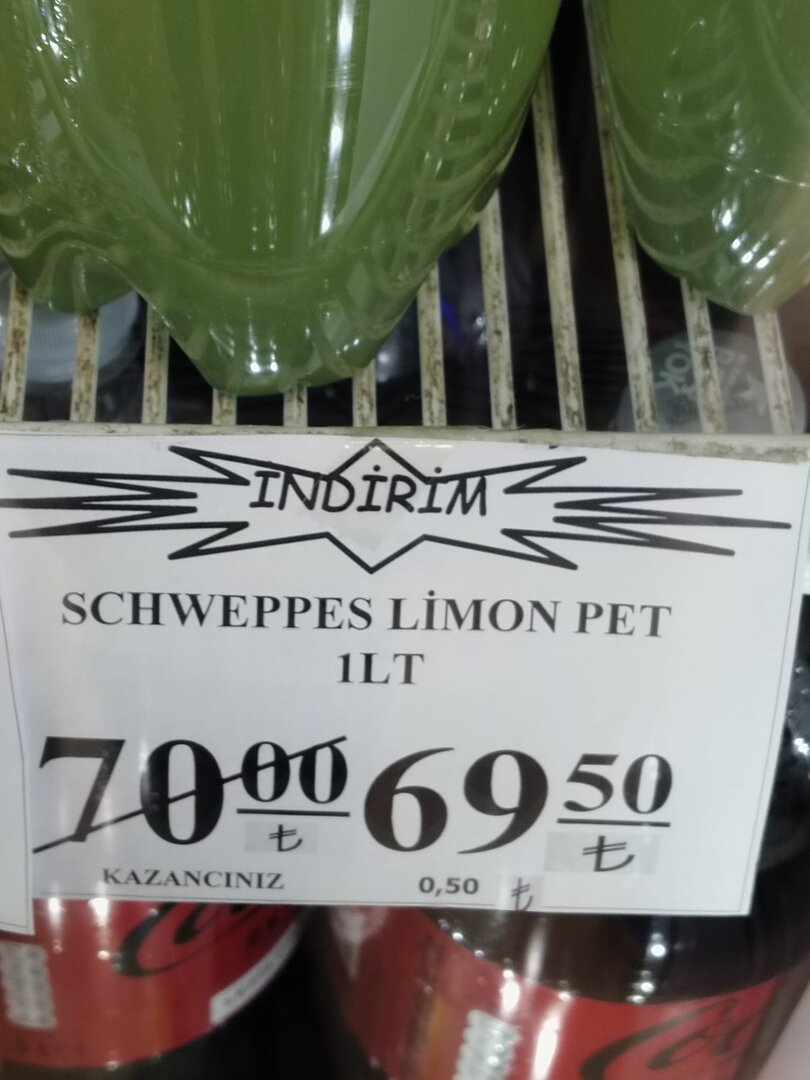 İNDİRİM
SCHWEPPES LİMON PET
1LT
70 00 ₺ 69 50 ₺
KAZANCINIZ 0,50 ₺